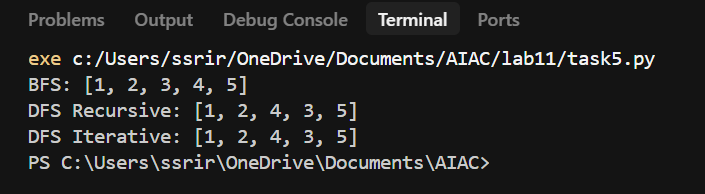 Problems Output Debug Console Terminal Ports
exe c:/Users/ssrir/OneDrive/Documents/AIAC/lab11/task5.py
BFS: [1, 2, 3, 4, 5]
DFS Recursive: [1, 2, 4, 3, 5]
DFS Iterative: [1, 2, 4, 3, 5]
PS C:\Users\ssrir\OneDrive\Documents\AIAC>